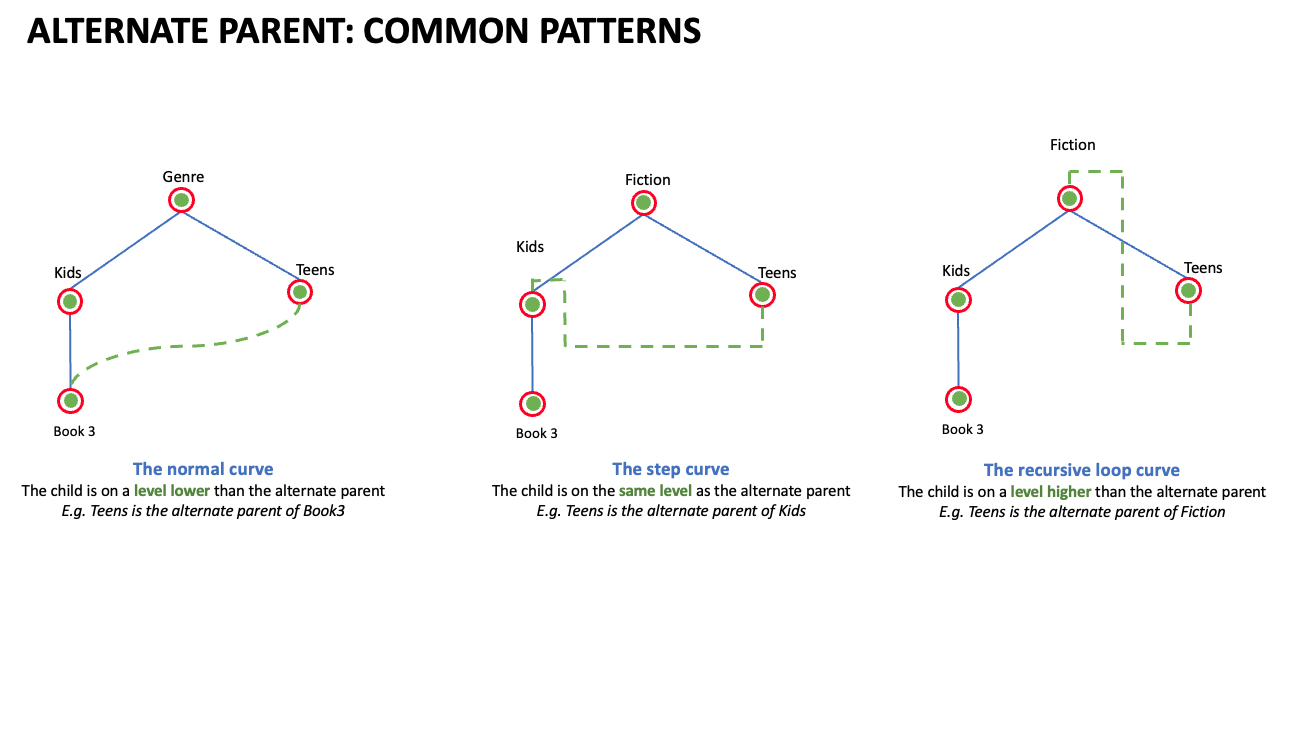 ALTERNATE PARENT: COMMON PATTERNS
Genre
Kids
Teens
Book 3
The normal curve
The child is on a level lower than the alternate parent
E.g. Teens is the alternate parent of Book3
Fiction
Kids
Teens
Book 3
The step curve
The child is on the same level as the alternate parent
E.g. Teens is the alternate parent of Kids
Fiction
Kids
Teens
Book 3
The recursive loop curve
The child is on a level higher than the alternate parent
E.g. Teens is the alternate parent of Fiction